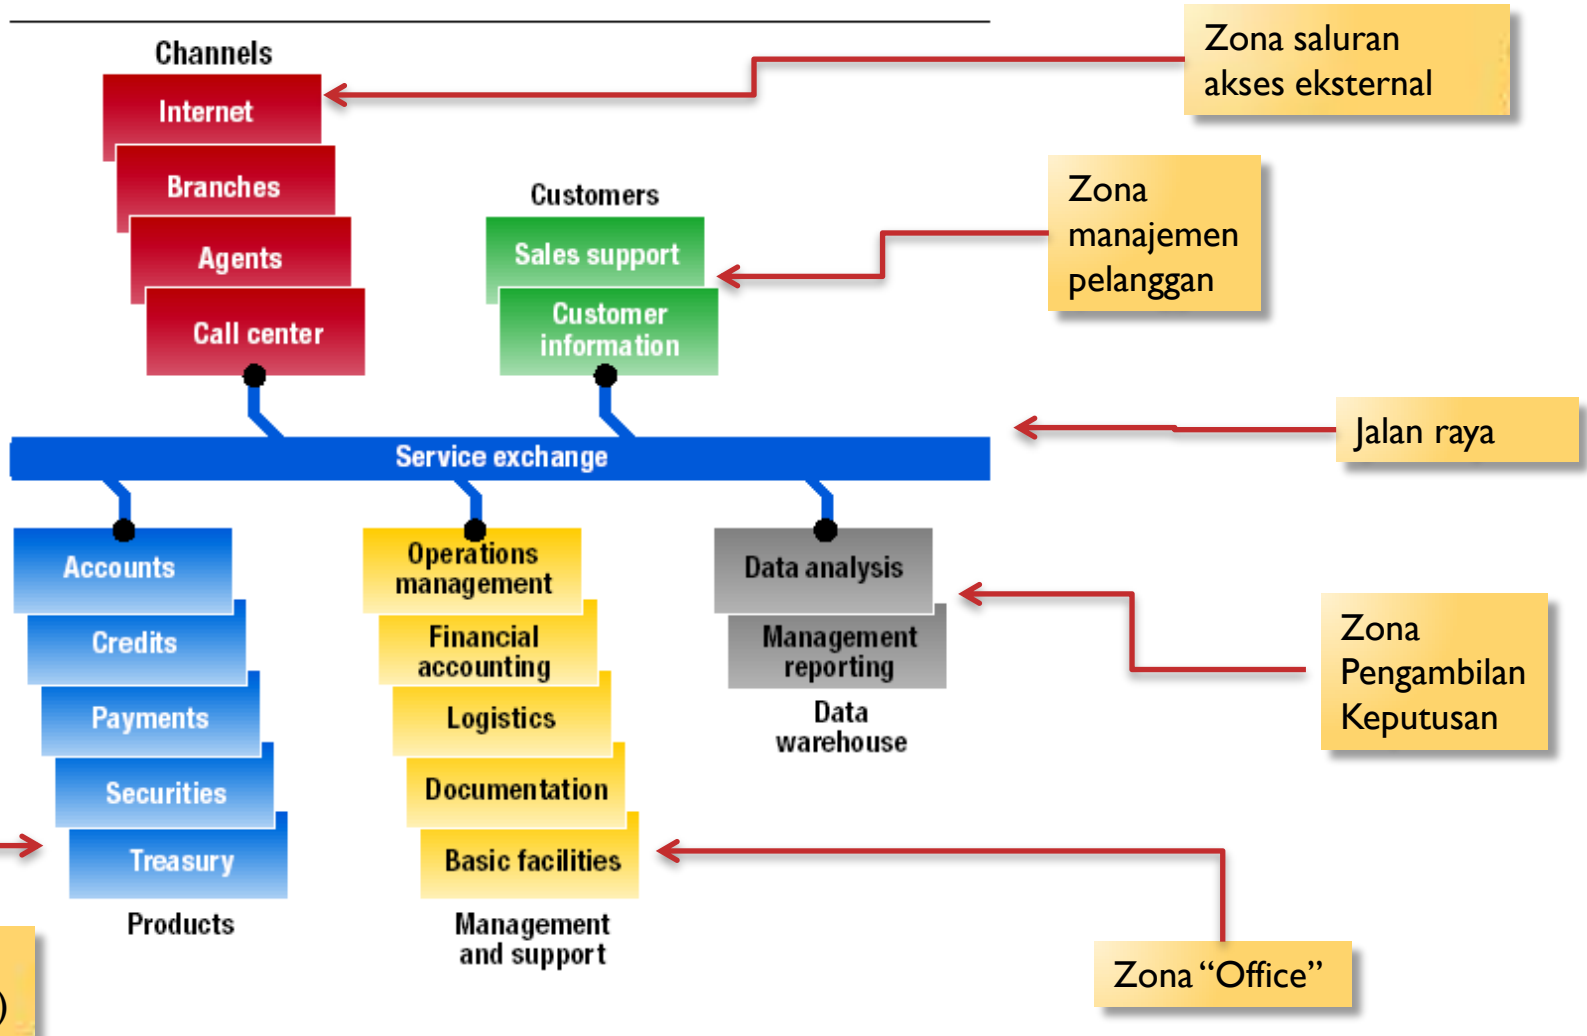 Channels
Internet
Branches
Agents
Call center
Customers
Sales support
Customer
information
Zona saluran
akses eksternal
Zona
manajemen
pelanggan
Jalan raya
Service exchange
Accounts
Credits
Payments
Securities
Treasury
Products
Operations
management
Financial
accounting
Logistics
Documentation
Basic facilities
Management
and support
Data analysis
Management
reporting
Data
warehouse
Zona
Pengambilan
Keputusan
Zona “Office”
)